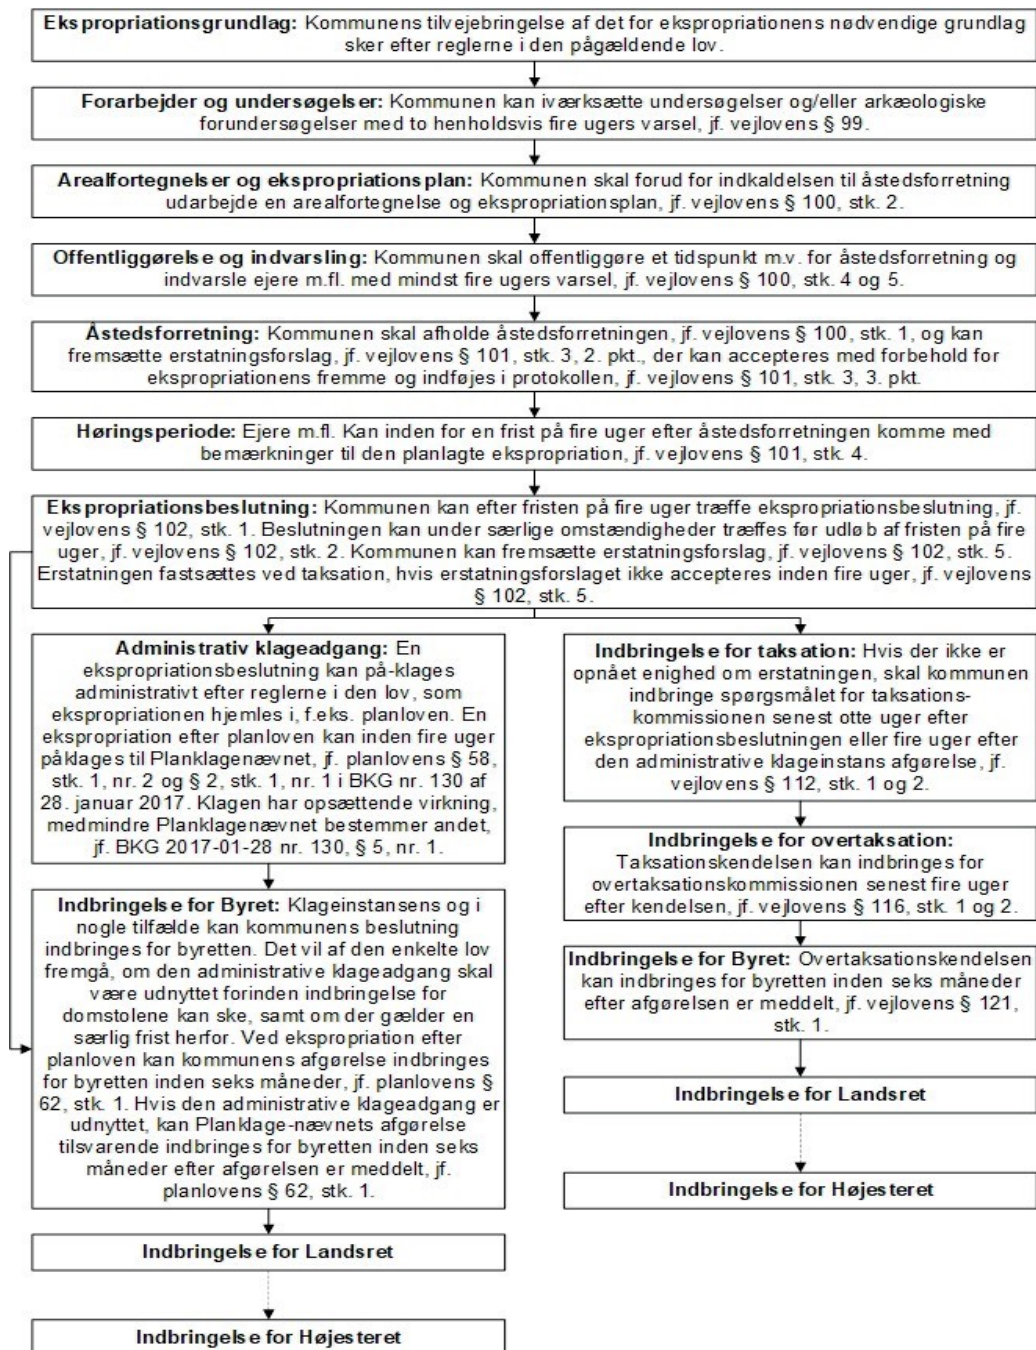 Ekspropriationsgrundlag: Kommunens tilvejebringelse af det for ekspropriationens nødvendige grundlag
sker efter reglerne i den pågældende lov.
Forarbejder og undersøgelser: Kommunen kan iværksætte undersøgelser og/eller arkæologiske
forundersøgelser med to henholdsvis fire ugers varsel, jf. vejlovens § 99.
Arealfortegnelser og ekspropriationsplan: Kommunen skal forud for indkaldelsen til åstedsforretning
udarbejde en arealfortegnelse og ekspropriationsplan, jf. vejlovens § 100, stk. 2.
Offentliggørelse og indvarsling: Kommunen skal offentliggøre et tidspunkt m.v. for åstedsforretning og
indvarsle ejere m.fl. med mindst fire ugers varsel, jf. vejlovens § 100, stk. 4 og 5.
Åstedsforretning: Kommunen skal afholde åstedsforretningen, jf. vejlovens § 100, stk. 1, og kan
fremsætte erstatningsforslag, jf. vejlovens § 101, stk. 3, 2. pkt., der kan accepteres med forbehold for
ekspropriationens fremme og indføjes i protokollen, jf. vejlovens § 101, stk. 3, 3. pkt.
Høringsperiode: Ejere m.fl. Kan inden for en frist på fire uger efter åstedsforretningen komme med
bemærkninger til den planlagte ekspropriation, jf. vejlovens § 101, stk. 4.
Ekspropriationsbeslutning: Kommunen kan efter fristen på fire uger træffe ekspropriationsbeslutning, jf.
vejlovens § 102, stk. 1. Beslutningen kan under særlige omstændigheder træffes før udløb af fristen på
fire uger, jf. vejlovens § 102, stk. 2. Kommunen kan fremsætte erstatningsforslag, jf. vejlovens § 102, stk. 5.
Erstatningen fastsættes ved taksation, hvis erstatningsforslaget ikke accepteres inden fire uger, jf. vejlovens
§ 102, stk. 5.
Administrativ klageadgang: En
ekspropriationsbeslutning kan på-klages
administrativt efter reglerne i den lov, som
ekspropriationen hjemles i, f.eks. planloven. En
ekspropriation efter planloven kan inden fire uger
påklages til Planklagenævnet, jf. planlovens § 58,
stk. 1, nr. 2 og § 2, stk. 1, nr. 1 i BKG nr. 130 af
28. januar 2017. Klagen har opsættende virkning,
medmindre Planklagenævnet bestemmer andet,
jf. BKG 2017-01-28 nr. 130, § 5, nr. 1.
Indbringelse for Byret: Klageinstansens og i
nogle tilfælde kan kommunens beslutning
indbringes for byretten. Det vil af den enkelte lov
fremgå, om den administrative klageadgang skal
være udnyttet forinden indbringelse for
domstolene kan ske, samt om der gælder en
særlig frist herfor. Ved ekspropriation efter
planloven kan kommunens afgørelse indbringes
for byretten inden seks måneder, jf. planlovens §
62, stk. 1. Hvis den administrative klageadgang er
udnyttet, kan Planklage-nævnets afgørelse
tilsvarende indbringes for byretten inden seks
måneder efter afgørelsen er meddelt, jf.
planlovens § 62, stk. 1.
Indbringelse for Landsret
Indbringelse for Højesteret
Indbringelse for taksation: Hvis der ikke er
opnået enighed om erstatningen, skal kommunen
indbringe spørgsmålet for taksations-
kommissionen senest otte uger efter
ekspropriationsbeslutningen eller fire uger efter
den administrative klageinstans afgørelse, jf.
vejlovens § 112, stk. 1 og 2.
Indbringelse for overtaksation:
Taksationskendelsen kan indbringes for
overtaksationskommissionen senest fire uger
efter kendelsen, jf. vejlovens § 116, stk. 1 og 2.
Indbringelse for Byret: Overtaksationskendelsen
kan indbringes for byretten inden seks måneder
efter afgørelsen er meddelt, jf. vejlovens § 121,
stk. 1.
Indbringelse for Landsret
Indbringelse for Højesteret